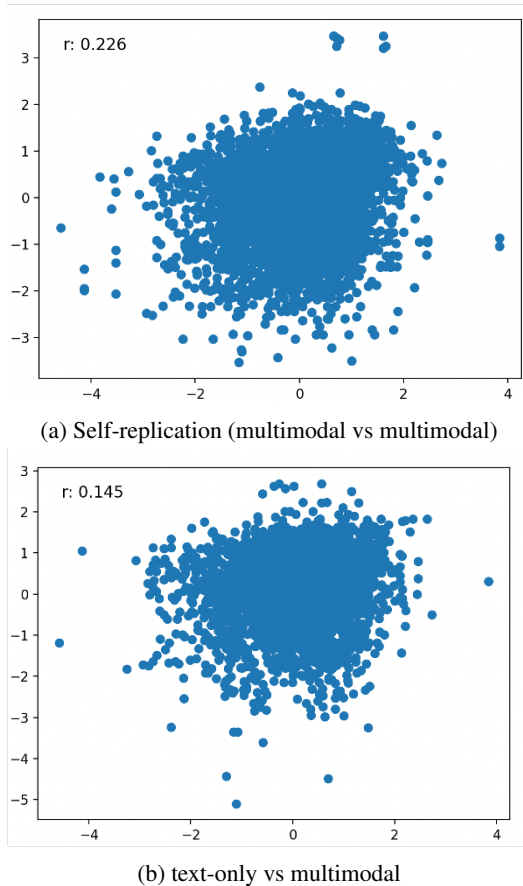 r: 0.226
3
2
1
0
−1
−2
−3
−4 −2 0 2 4
(a) Self-replication (multimodal vs multimodal)
3
r: 0.145
2
1
0
−1
−2
−3
−4
−5
−4 −2 0 2 4
(b) text-only vs multimodal